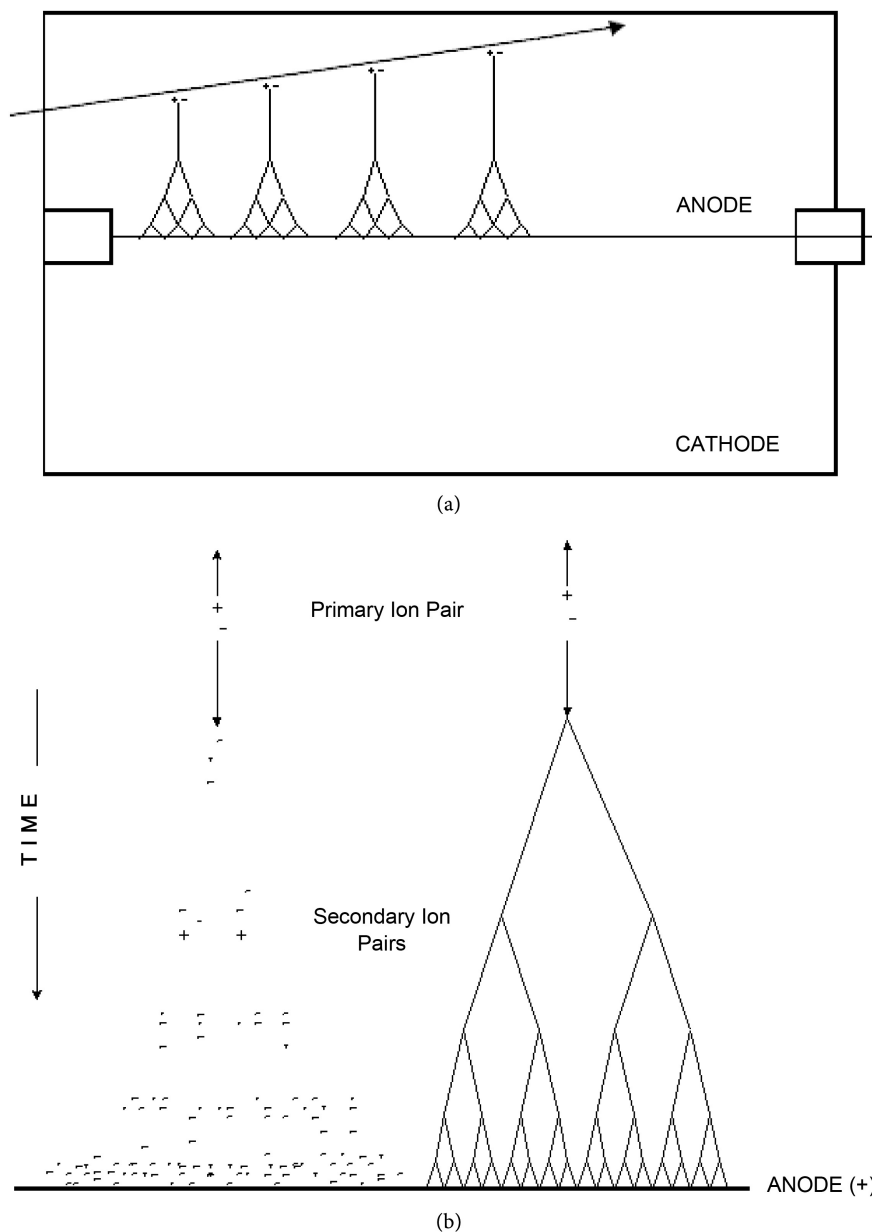 +-
+-
+-
+-
ANODE
CATHODE
(a)
+
-
Primary Ion Pair
+
-
TIME
Secondary Ion
Pairs
-
+ +
ANODE (+)
(b)